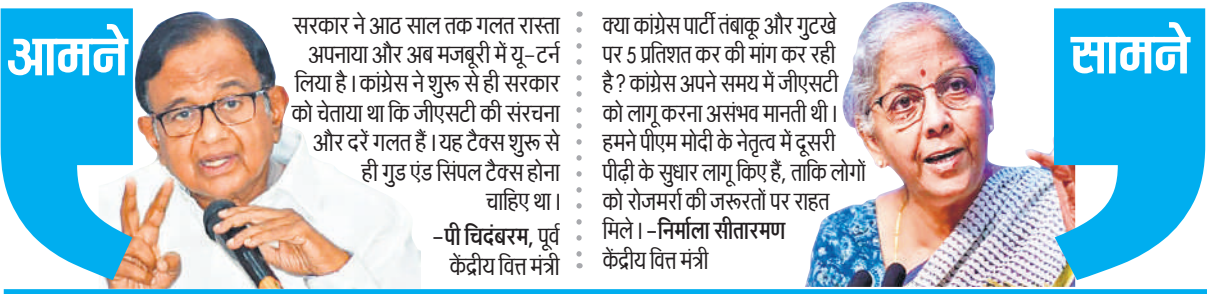 आमने
सरकार ने आठ साल तक गलत रास्ता
अपनाया और अब मजबूरी में यू-टर्न
लिया है। कांग्रेस ने शुरू से ही सरकार
को चेताया था कि जीएसटी की संरचना
और दरें गलत हैं। यह टैक्स शुरू से
ही गुड एंड सिंपल टैक्स होना
चाहिए था।
-पी चिदंबरम, पूर्व
केंद्रीय वित्त मंत्री
क्या कांग्रेस पार्टी तंबाकू और गुटखे
पर 5 प्रतिशत कर की मांग कर रही
है? कांग्रेस अपने समय में जीएसटी
को लागू करना असंभव मानती थी।
हमने पीएम मोदी के नेतृत्व में दूसरी
पीढ़ी के सुधार लागू किए हैं, ताकि लोगों
को रोजमर्रा की जरूरतों पर राहत
मिले। -निर्मला सीतारमण
केंद्रीय वित्त मंत्री
सामने